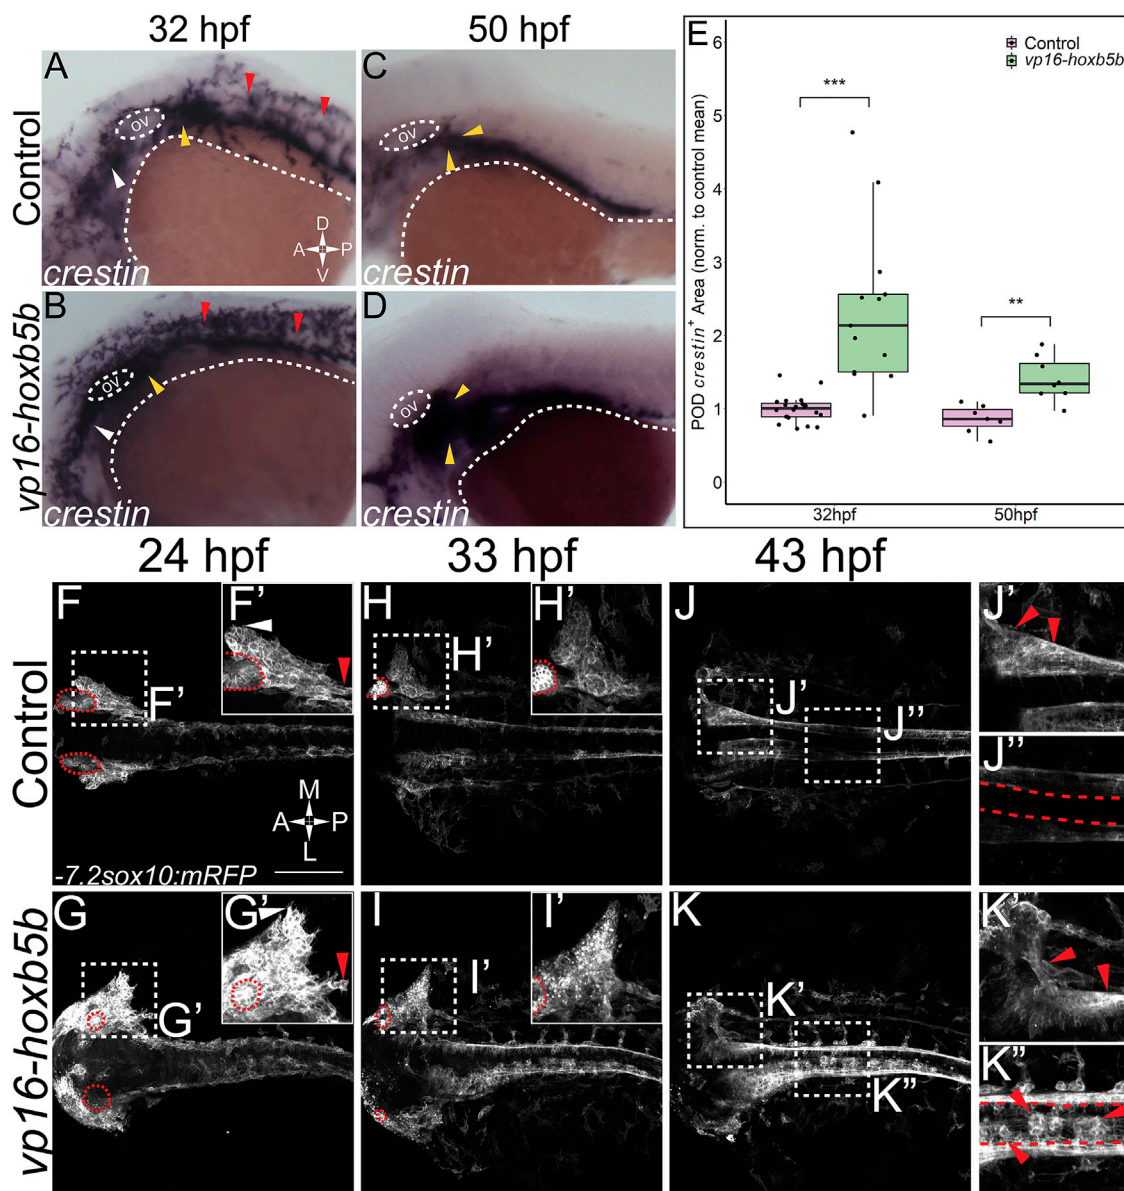 32 hpf
50 hpf
Control
vp16-hoxb5b
A
ov
D
A P
V
crestin
C
ov
crestin
B
ov
crestin
D
ov
crestin
E
POD crestin+ Area (norm. to control mean)
6
5
4
3
2
1
0
***
**
Control
vp16-hoxb5b
32hpf
50hpf
24 hpf
33 hpf
43 hpf
Control
vp16-hoxb5b
F
F'
F'
M
A P
L
-7.2sox10:mRFP
H
H'
H'
J
J'
J''
J'
J''
G
G'
G'
I
I'
I'
K
K'
K''
K'
K''